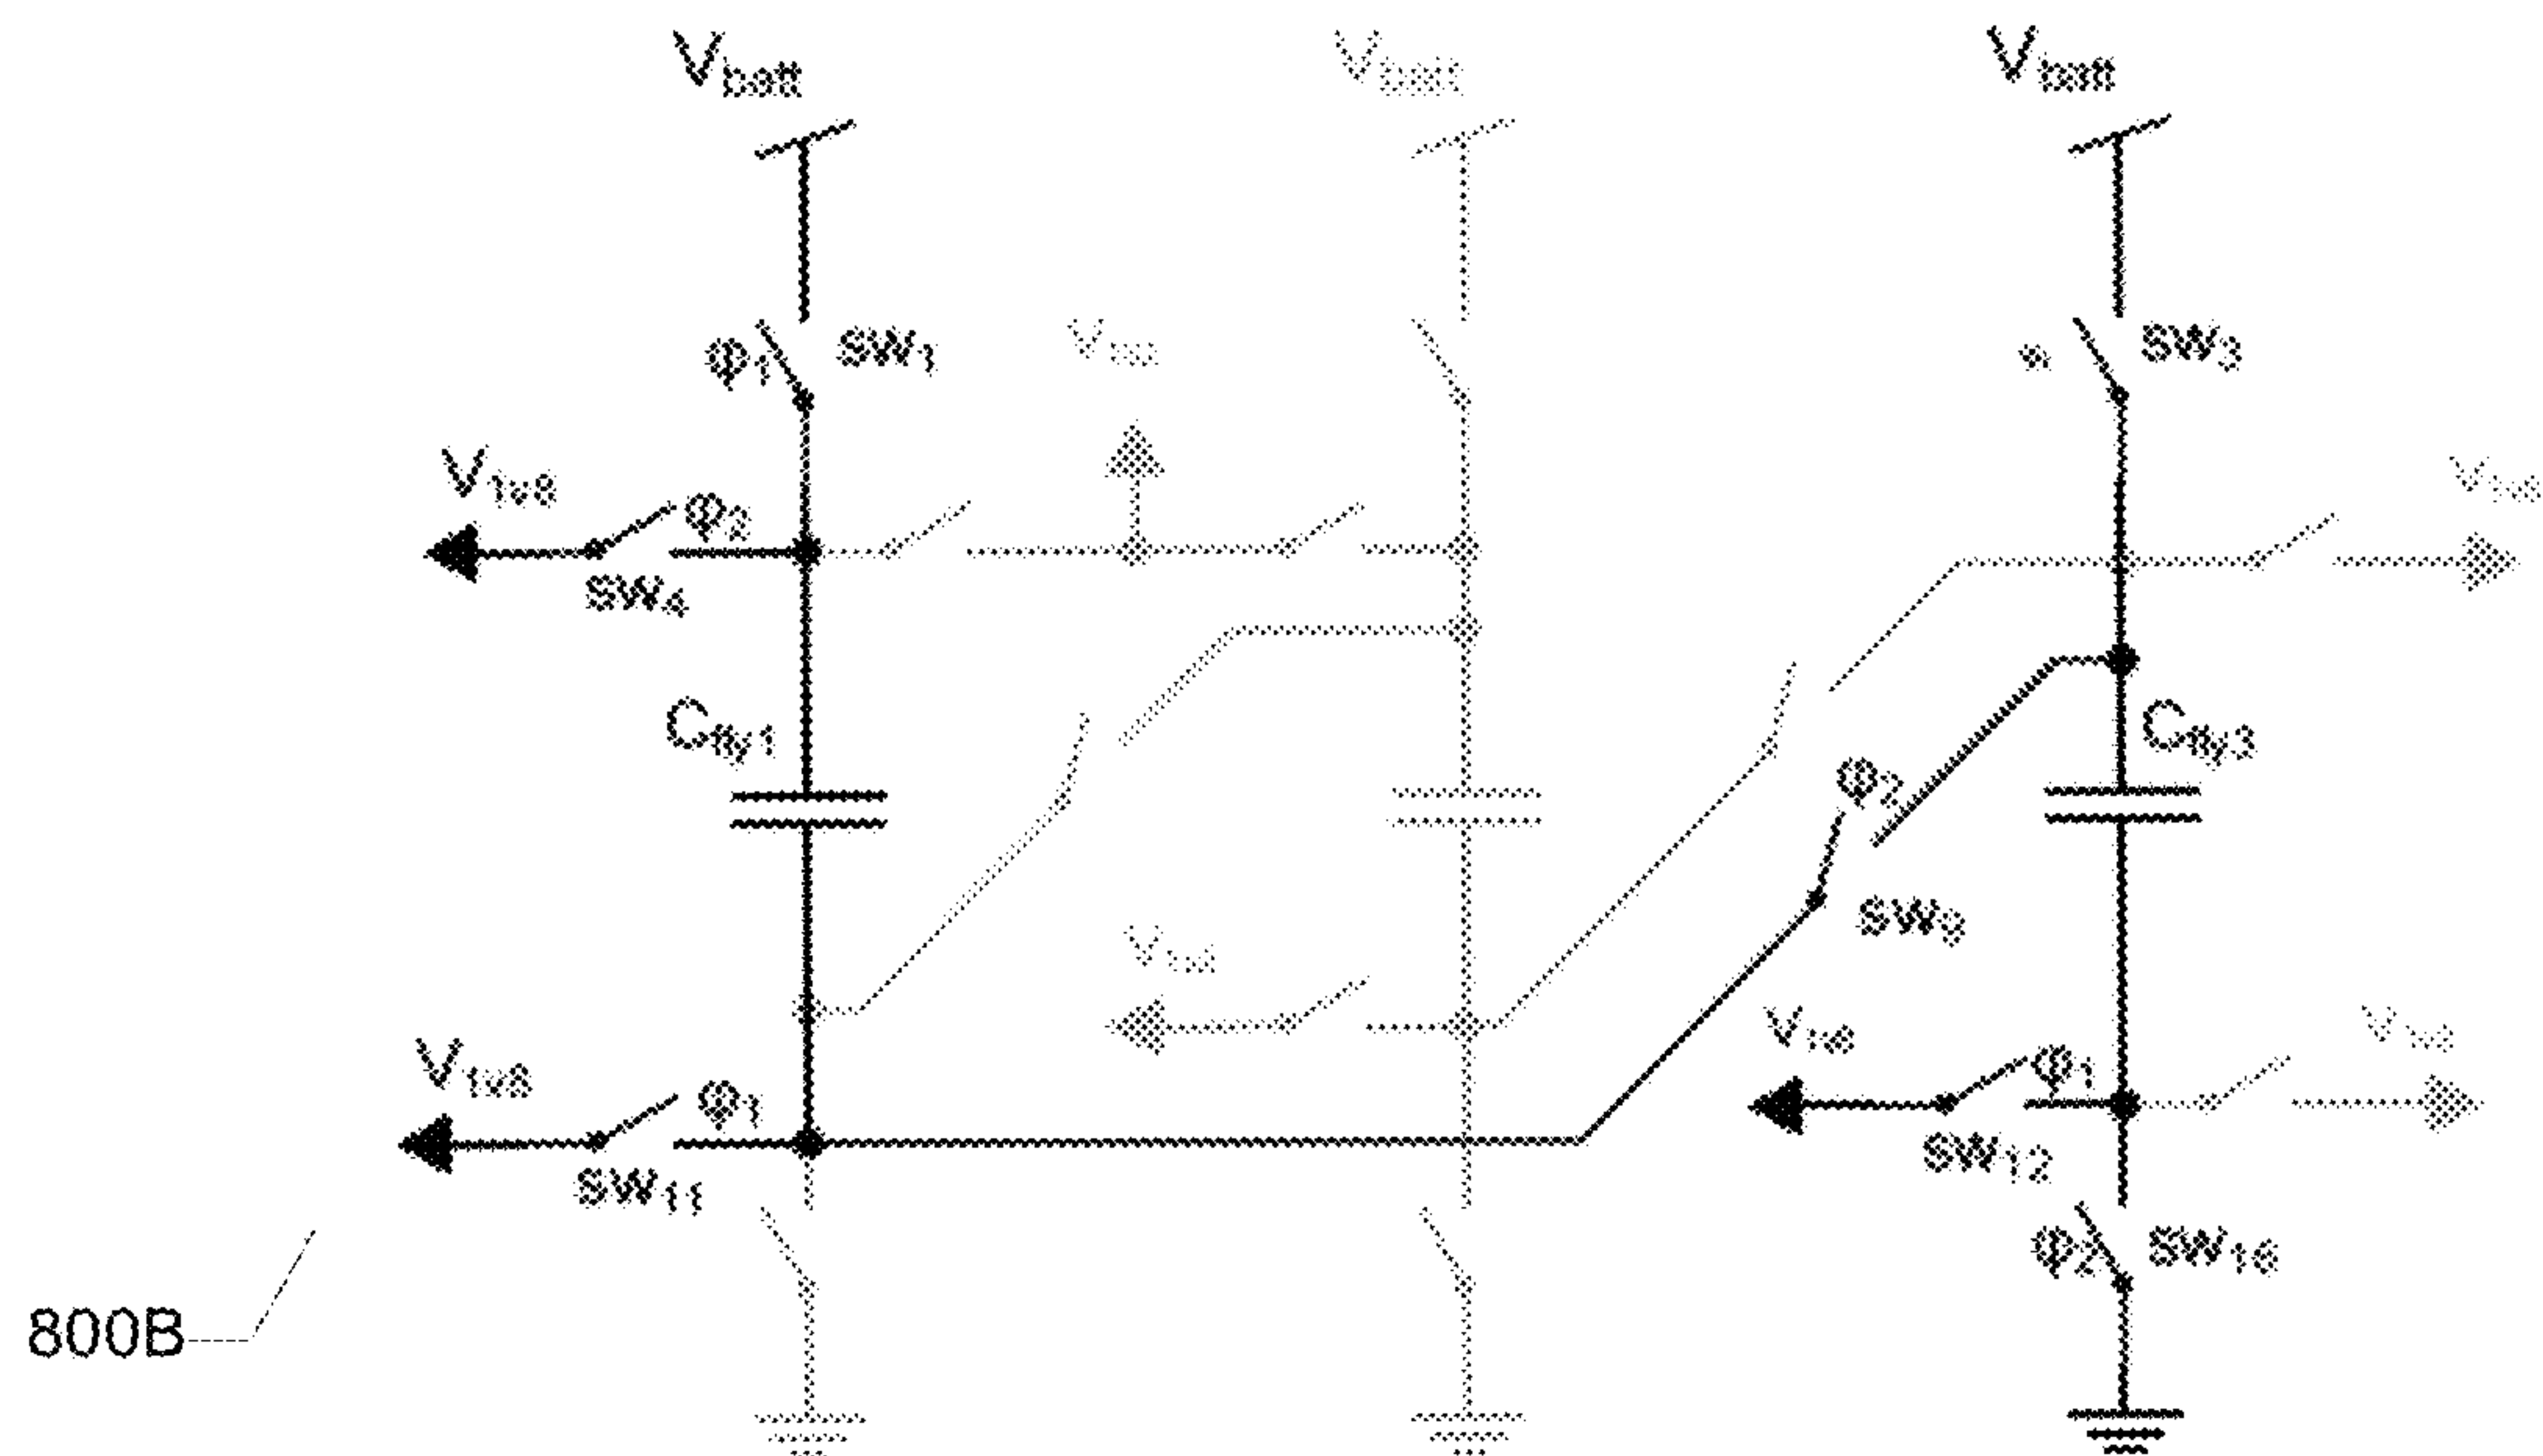 Vbatt
Vbatt
Vbatt
φ1
SW1
SW3
V1v8
φ2
SW4
Cfly1
Cfly3
φ2
SW9
V1v8
φ1
SW11
V1v8
φ1
SW12
φ2
SW16
800B